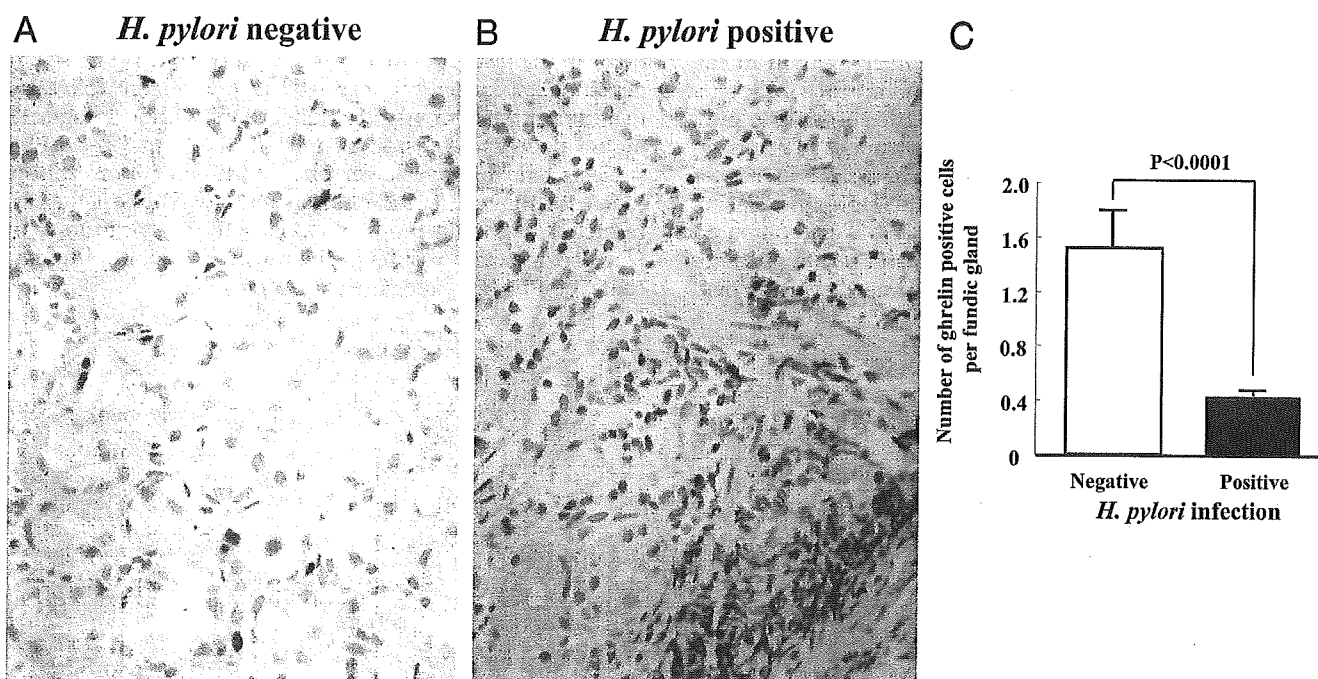 A
H. pylori negative
B
H. pylori positive
C
P<0.0001
Number of ghrelin positive cells
per fundic gland
2.0
1.6
1.2
0.8
0.4
0
Negative
Positive
H. pylori infection